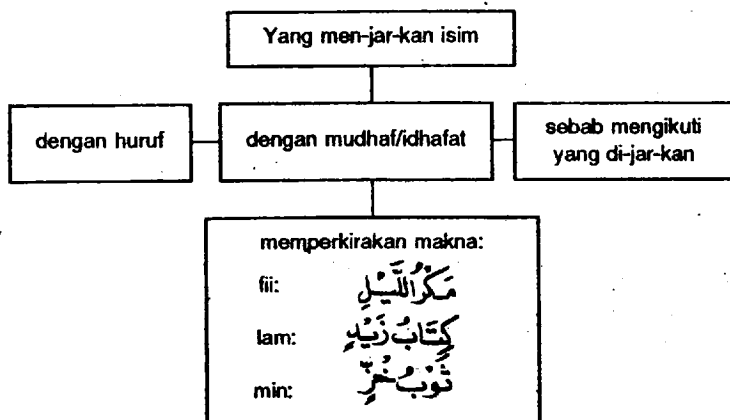 Yang men-jar-kan isim
dengan huruf
dengan mudhaf/idhafat
sebab mengikuti
yang di-jar-kan
memperkirakan makna:
fii: مَكْرُ اللَّيْلِ
lam: كِتَابُ زَيْدٍ
min: ثَوْبُ خُزٍّ